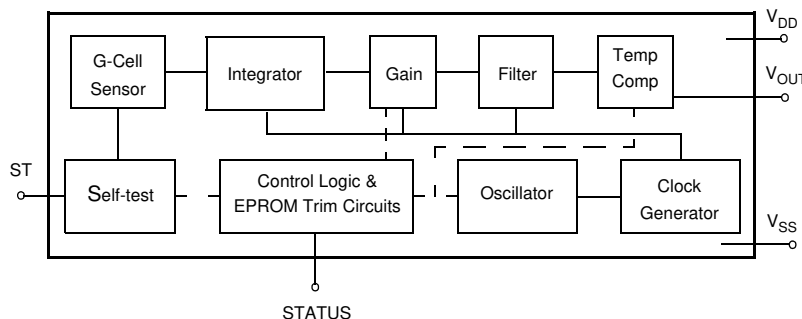 V_DD
G-Cell
Sensor
Integrator
Gain
Filter
Temp
Comp
V_OUT
ST
Self-test
Control Logic &
EPROM Trim Circuits
Oscillator
Clock
Generator
V_SS
STATUS